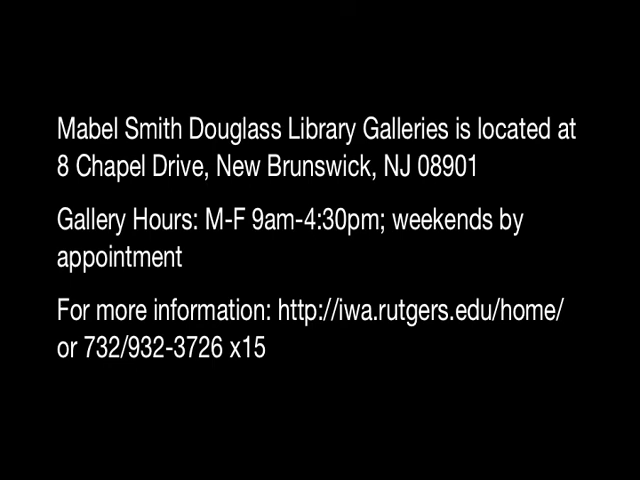 Mabel Smith Douglass Library Galleries is located at
8 Chapel Drive, New Brunswick, NJ 08901
Gallery Hours: M-F 9am-4:30pm; weekends by
appointment
For more information: http://iwa.rutgers.edu/home/
or 732/932-3726 x15